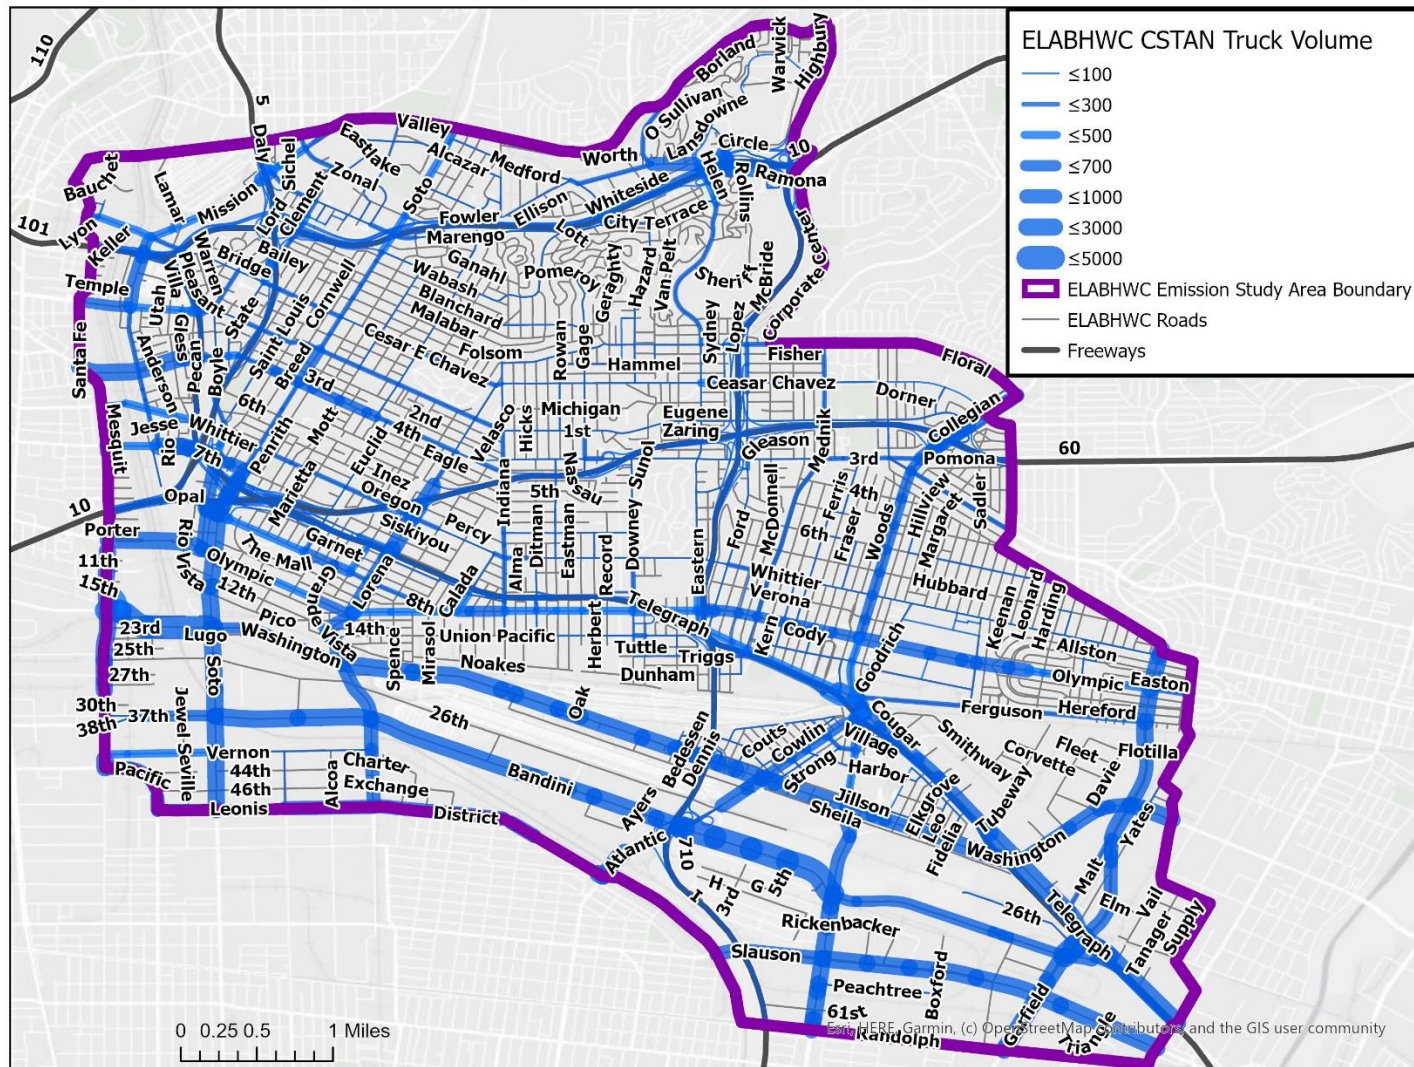 ELABHWC CSTAN Truck Volume
≤100
≤300
≤500
≤700
≤1000
≤3000
≤5000
ELABHWC Emission Study Area Boundary
ELABHWC Roads
Freeways
110
5
101
10
10
60
710
Borland
Warwick
Highbury
O Sullivan
Lansdowne
Circle
Worth
Helen
Rollins
Ramona
Valley
Eastlake
Alcazar
Medford
Zonal
Daly
Sichel
Bauchet
Lamar
Mission
Lord
Clement
Soto
Fowler
Ellison
Whiteside
Marengo
Lott
City Terrace
Lyon
Keller
Warren
Bailey
Bridge
Villa
Pleasant
Utah
Temple
State
Cornwell
Ganahl
Wabash
Blanchard
Malabar
Folsom
Pomeroy
Geraghty
Hazard
Van Pelt
Sheriff
McBride
Corporate Center
Santa Fe
Anderson
Gless
Pecan
Boyle
Saint Louis
Breed
Cesar E Chavez
Rowan
Gage
Hammel
Sydney
Lopez
Fisher
Floral
Ceasar Chavez
Dorner
Collegian
3rd
6th
Mott
2nd
4th
Eagle
Velasco
Hicks
Michigan
1st
Eugene
Zaring
Gleason
Mednik
Mesquit
Jesse
Rio
Whittier
7th
Penrith
Marietta
Euclid
Inez
Oregon
Siskiyou
Percy
Indiana
5th
Nassau
Sunol
3rd
Pomona
Opal
Porter
11th
15th
Rio Vista
Olympic
12th
The Mall
Garnet
Grande Vista
Lorena
8th
Calada
Alma
Ditman
Eastman
Record
Downey
Eastern
Ford
McDonnell
Ferris
4th
6th
Fraser
Woods
Hillview
Margaret
Sadler
Whittier
Verona
Hubbard
Keenan
Leonard
Harding
Allston
23rd
25th
27th
Lugo
Pico
Washington
14th
Spence
Mirasol
Union Pacific
Noakes
Herbert
Telegraph
Tuttle
Triggs
Dunham
Kern
Cody
Goodrich
Olympic
Easton
30th
38th
37th
Jewel
Seville
Soto
Vernon
44th
46th
Alcoa
Charter
Exchange
26th
Oak
Bandini
Bedessen
Dennis
Couts
Cowlin
Strong
Village
Cougar
Harbor
Ferguson
Hereford
Smithway
Corvette
Fleet
Flotilla
Davie
Pacific
Leonis
District
Ayers
Atlantic
Jillson
Sheila
Elkgrove
Leo
Fidelia
Tubeway
Washington
Yates
Malt
Elm
Vail
Tanager
Supply
H
G
5th
3rd
I
Rickenbacker
26th
Telegraph
Slauson
Peachtree
Boxford
61st
Randolph
Garfield
Triangle
Esri, HERE, Garmin, (c) OpenStreetMap contributors, and the GIS user community
0 0.25 0.5 1 Miles